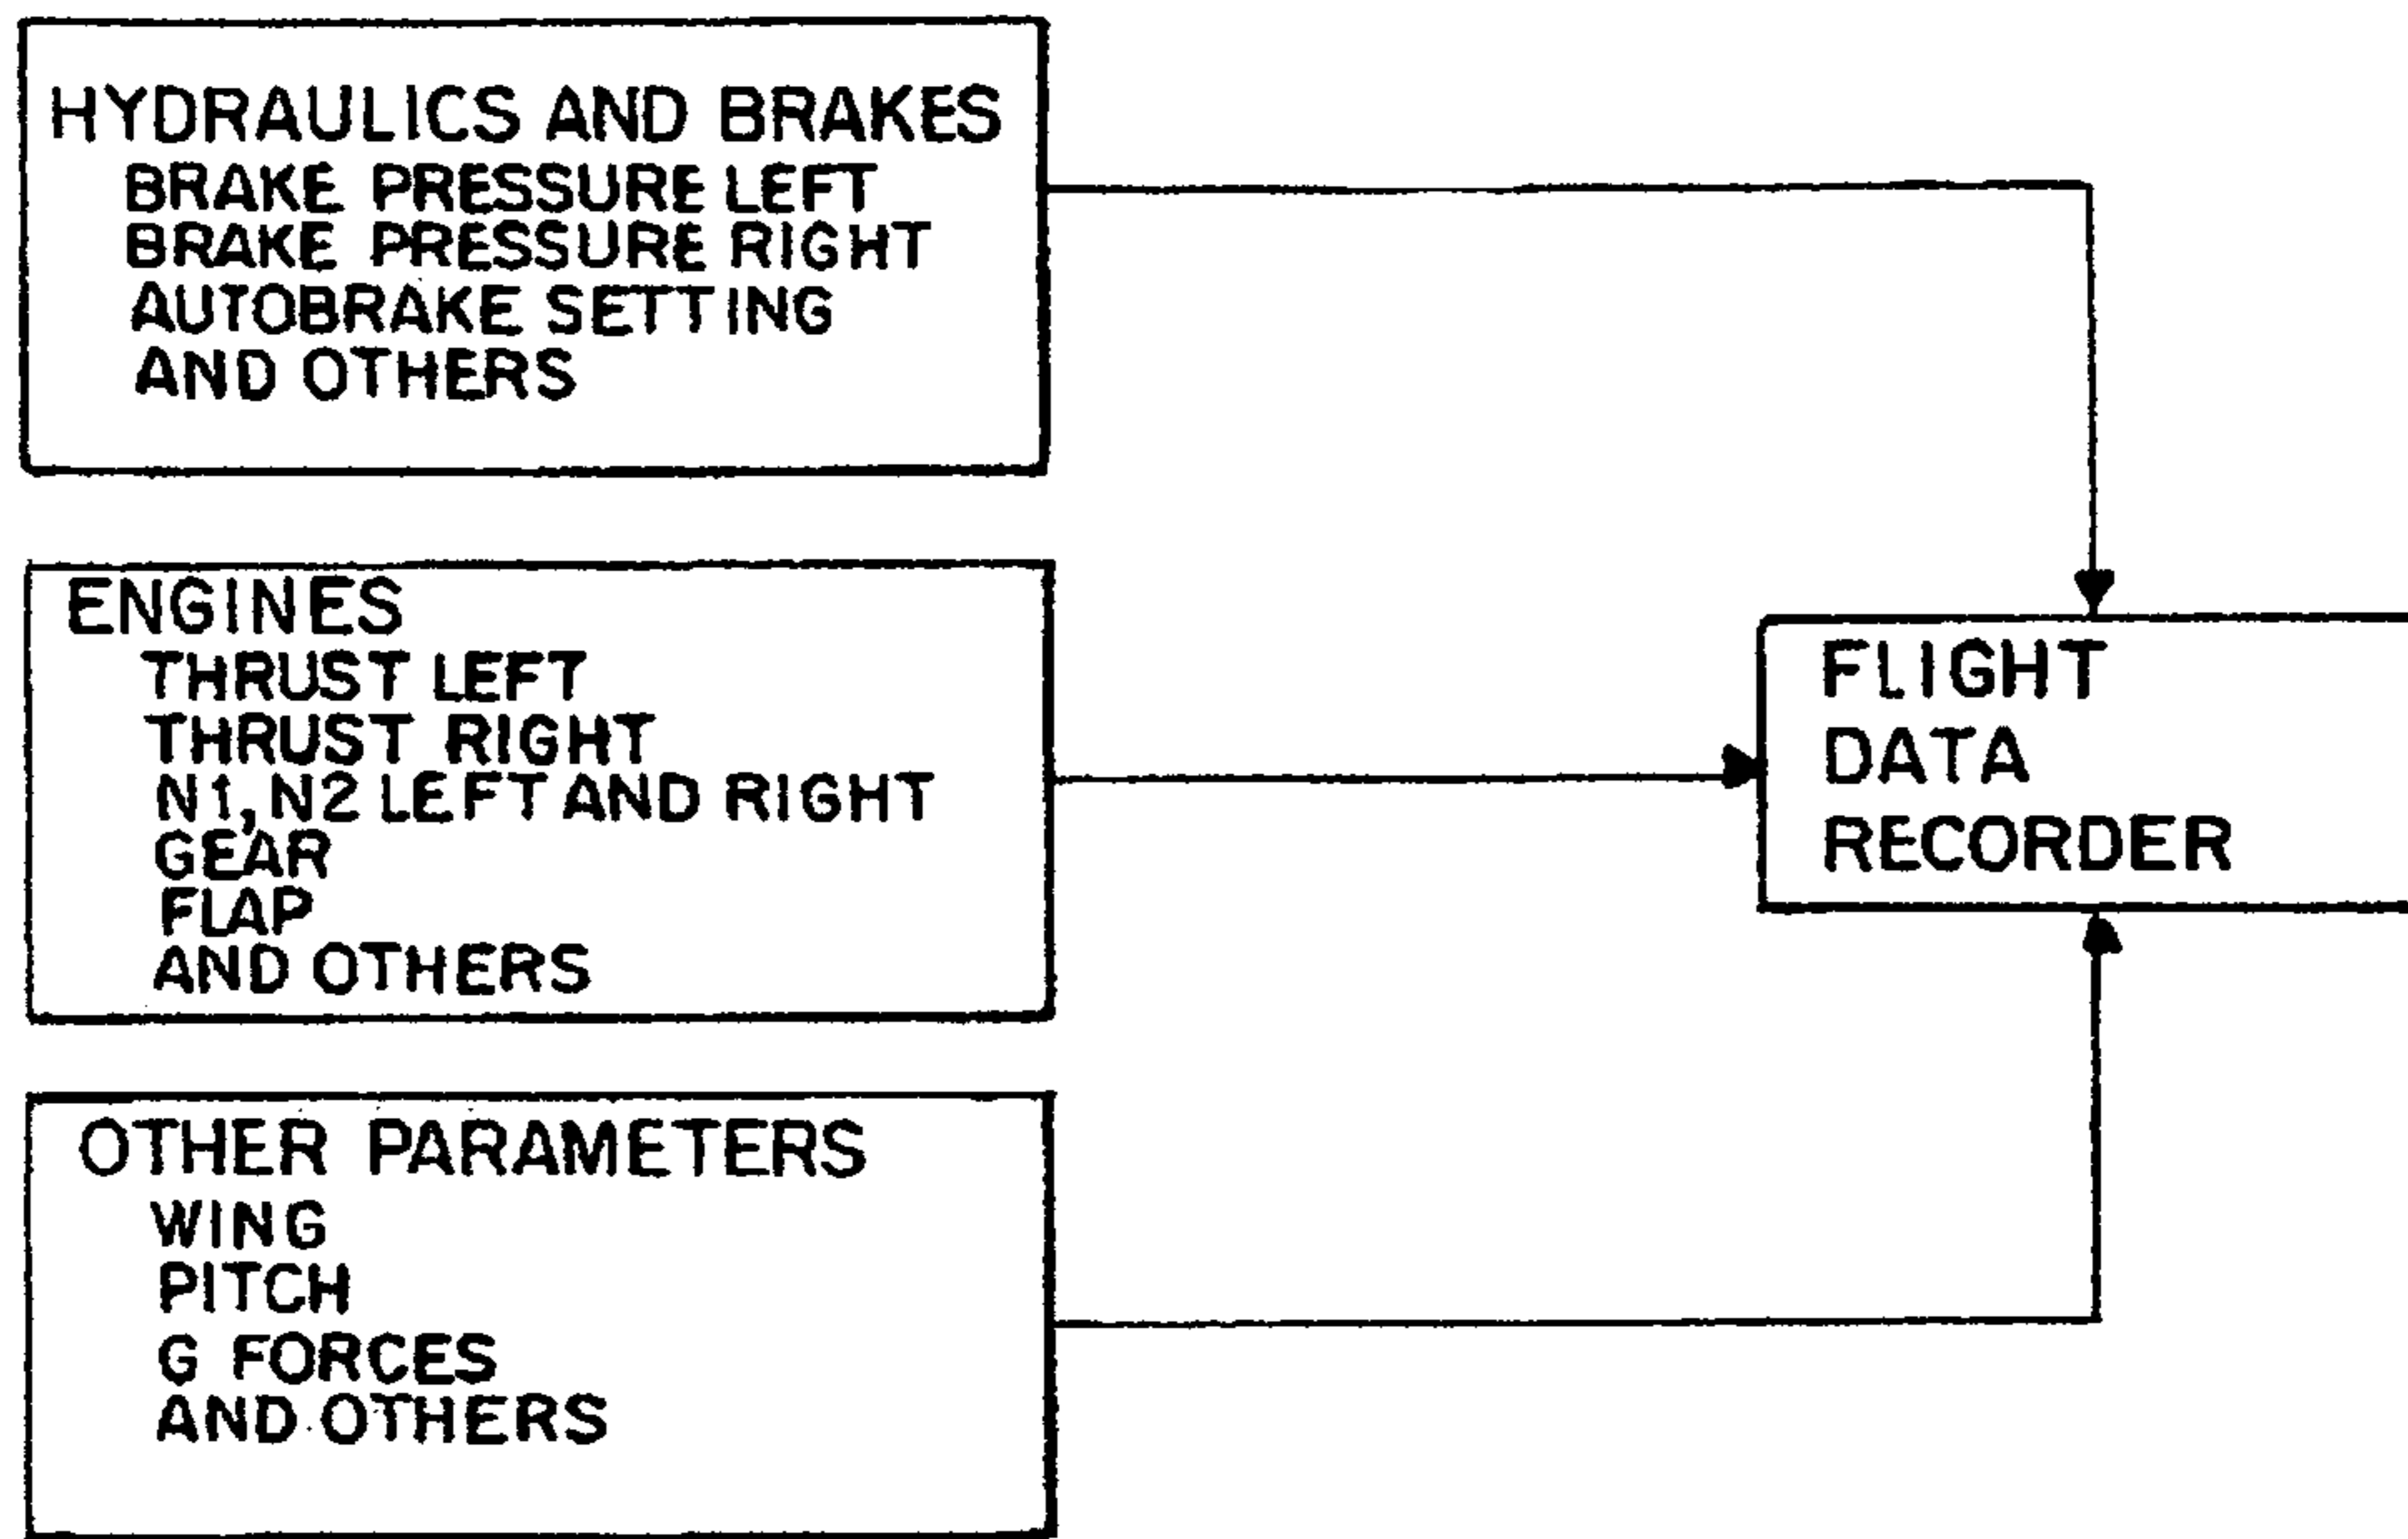 HYDRAULICS AND BRAKES
BRAKE PRESSURE LEFT
BRAKE PRESSURE RIGHT
AUTOBRAKE SETTING
AND OTHERS
ENGINES
THRUST LEFT
THRUST RIGHT
N1, N2 LEFT AND RIGHT
GEAR
FLAP
AND OTHERS
OTHER PARAMETERS
WING
PITCH
G FORCES
AND OTHERS
FLIGHT
DATA
RECORDER